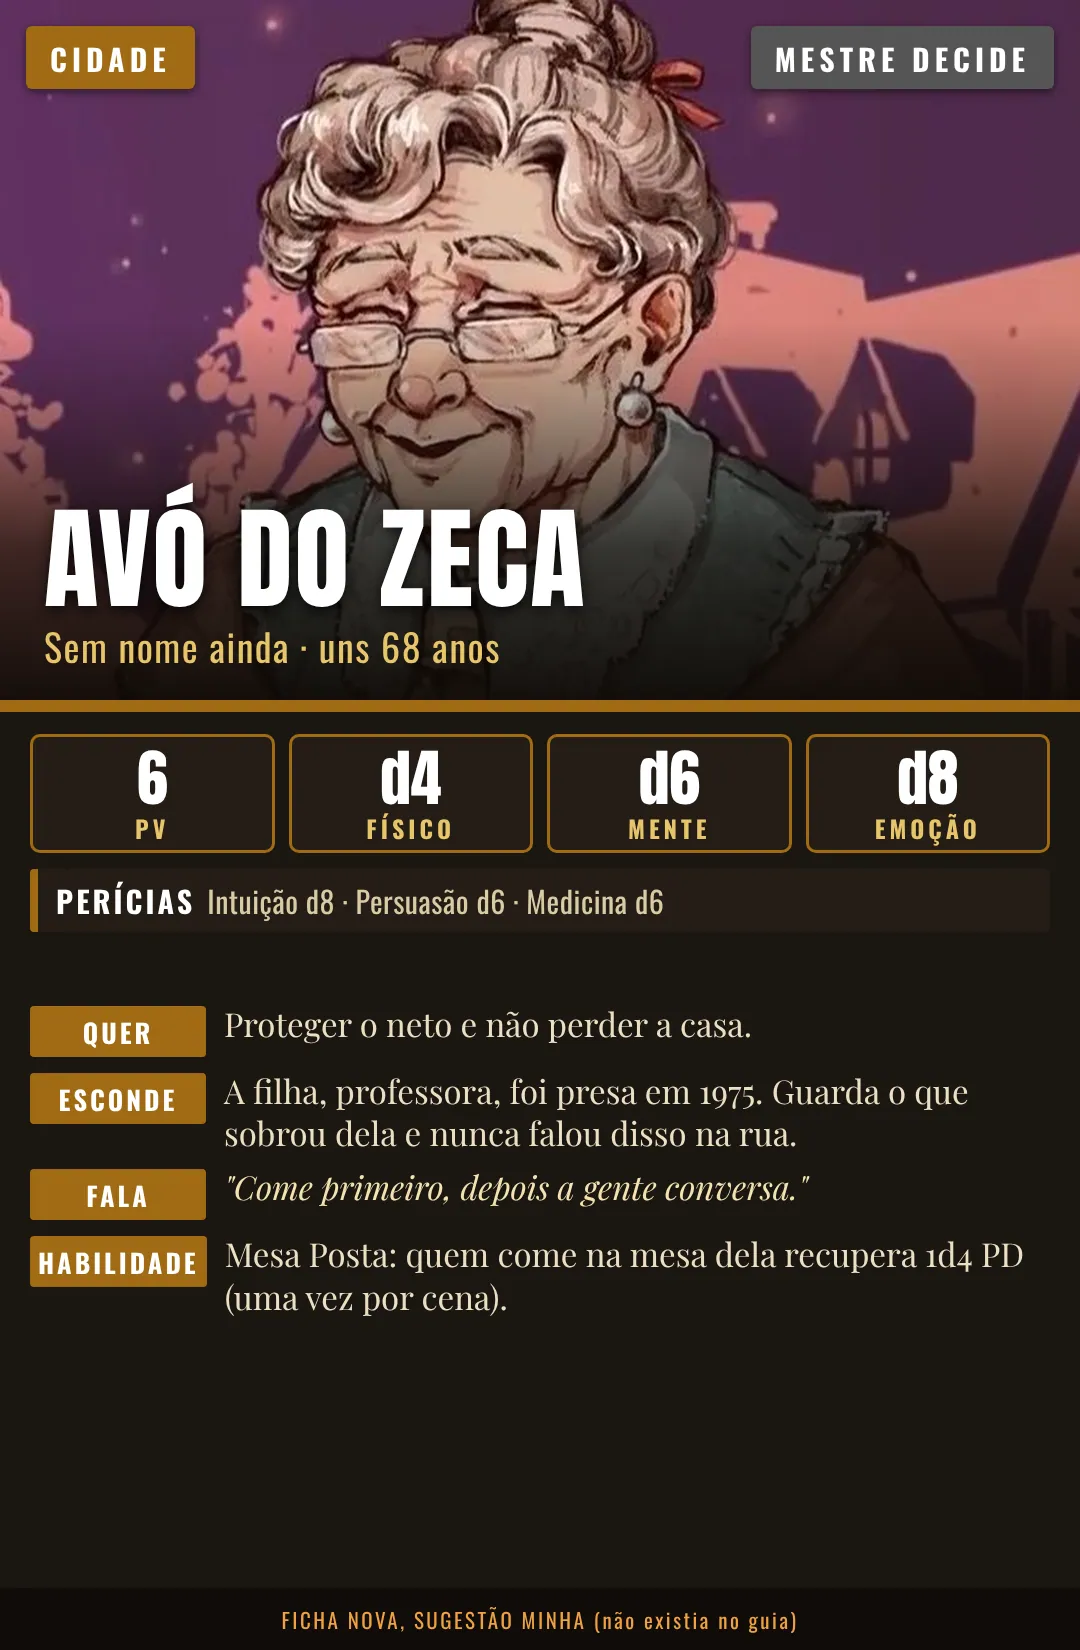 CIDADE
MESTRE DECIDE
AVÓ DO ZECA
Sem nome ainda · uns 68 anos
6
PV
d4
FÍSICO
d6
MENTE
d8
EMOÇÃO
PERÍCIAS Intuição d8 · Persuasão d6 · Medicina d6
QUER
Proteger o neto e não perder a casa.
ESCONDE
A filha, professora, foi presa em 1975. Guarda o que
sobrou dela e nunca falou disso na rua.
FALA
"Come primeiro, depois a gente conversa."
HABILIDADE
Mesa Posta: quem come na mesa dela recupera 1d4 PD
(uma vez por cena).
FICHA NOVA, SUGESTÃO MINHA (não existia no guia)